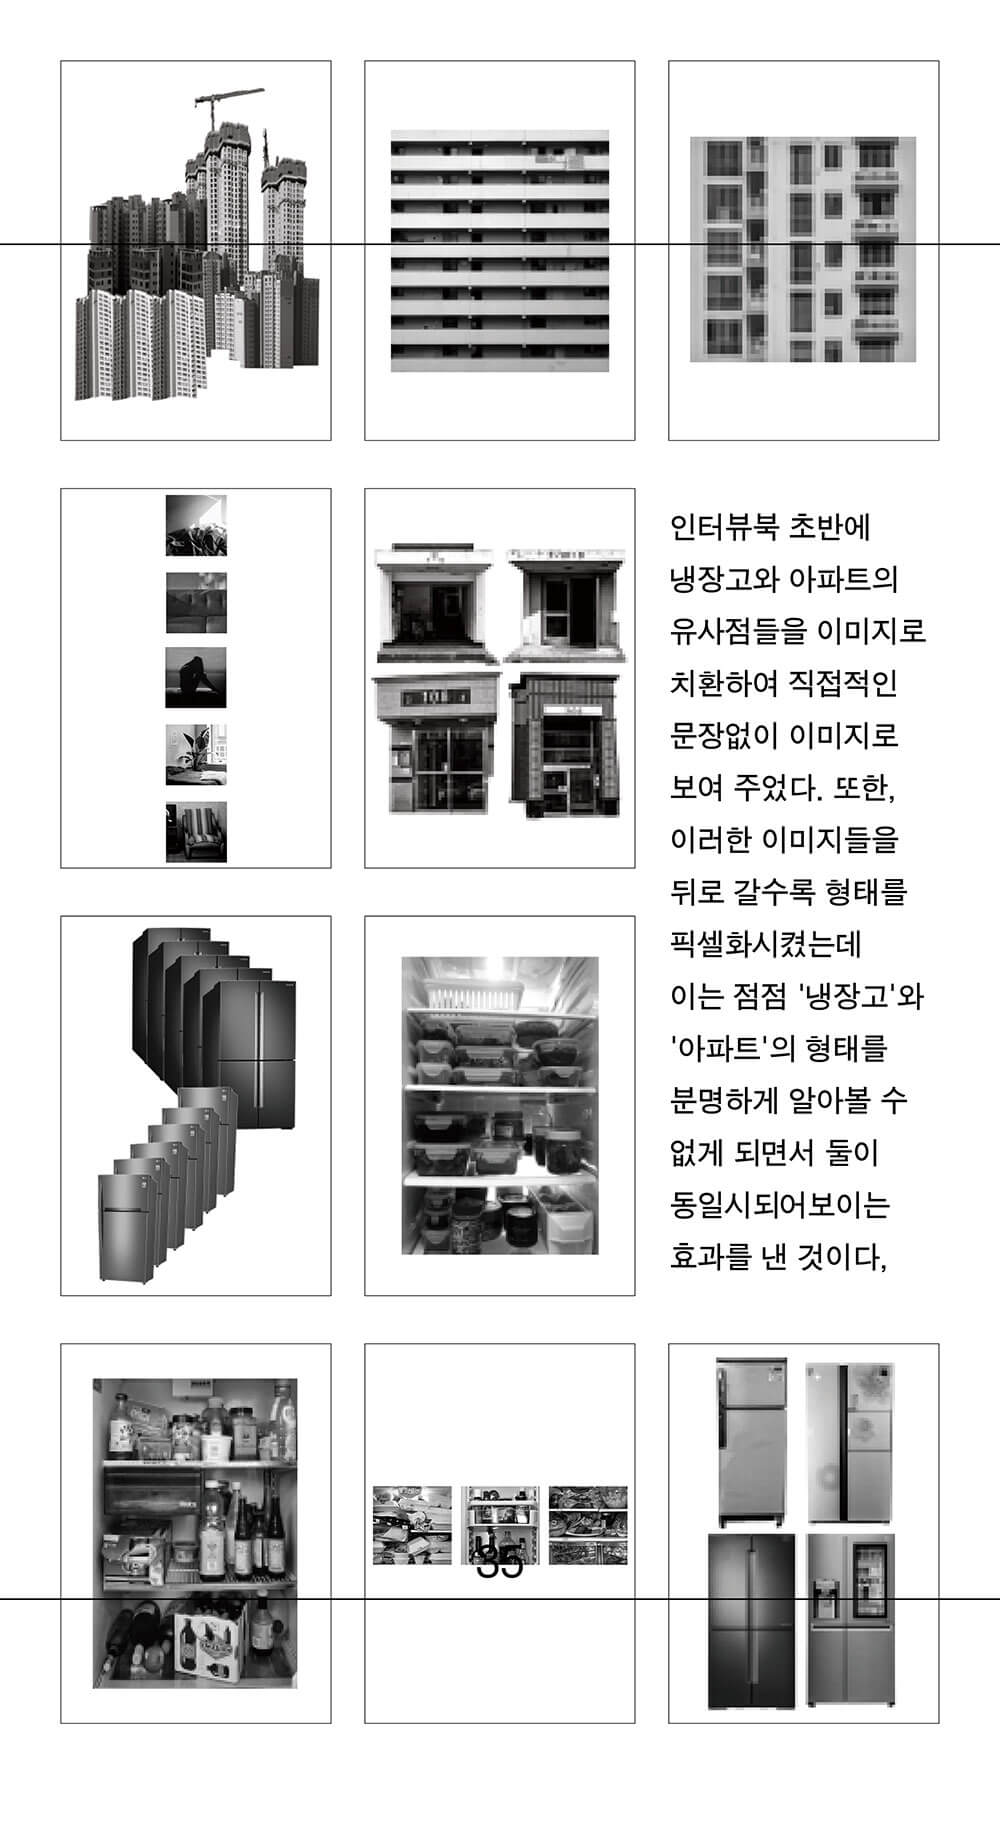 인터뷰북 초반에
냉장고와 아파트의
유사점들을 이미지로
치환하여 직접적인
문장없이 이미지로
보여 주었다. 또한,
이러한 이미지들을
뒤로 갈수록 형태를
픽셀화시켰는데
이는 점점 '냉장고'와
'아파트'의 형태를
분명하게 알아볼 수
없게 되면서 둘이
동일시되어보이는
효과를 낸 것이다,
35